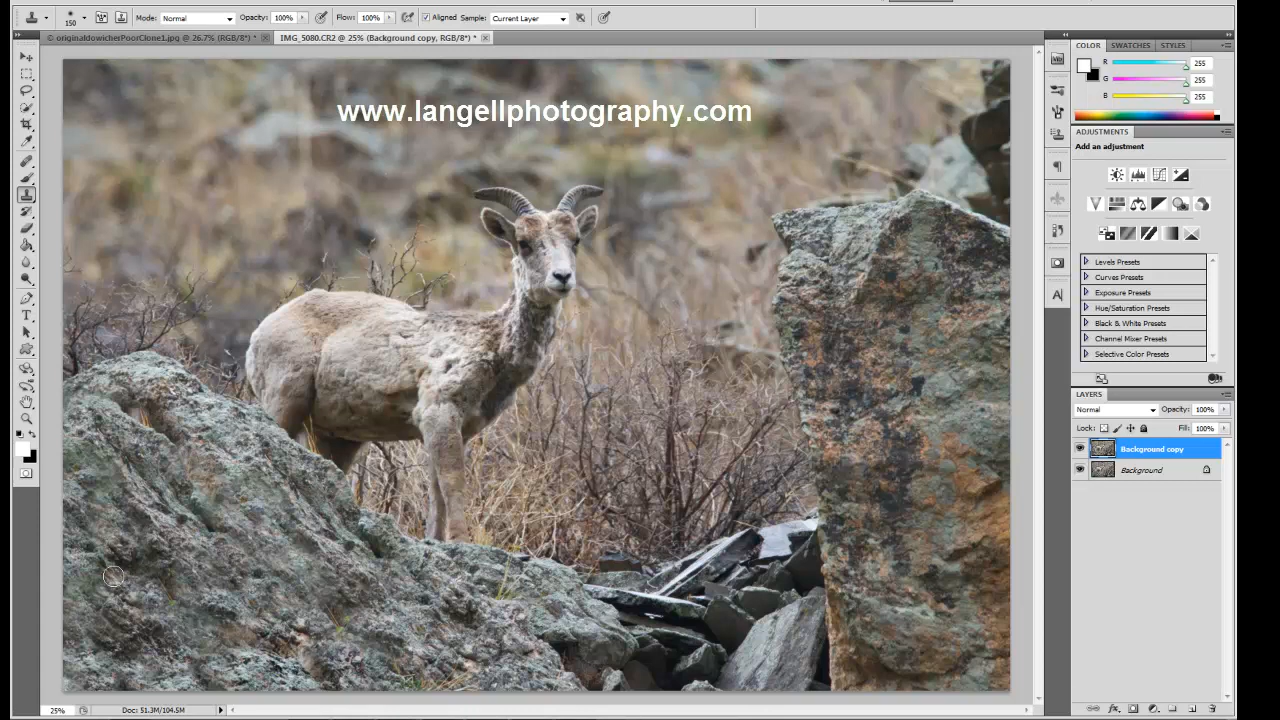 150
Mode: Normal Opacity: 100% Flow: 100% Aligned Sample: Current Layer
© originaldowicherPoorClone1.jpg @ 26.7% (RGB/8*) * IMG_5080.CR2 @ 25% (Background copy, RGB/8*) *
www.langellphotography.com
COLOR SWATCHES STYLES
R 255
G 255
B 255
ADJUSTMENTS
Add an adjustment
Levels Presets
Curves Presets
Exposure Presets
Hue/Saturation Presets
Black & White Presets
Channel Mixer Presets
Selective Color Presets
LAYERS
Normal Opacity: 100%
Lock: Fill: 100%
Background copy
Background
25% Doc: 51.3M/104.5M